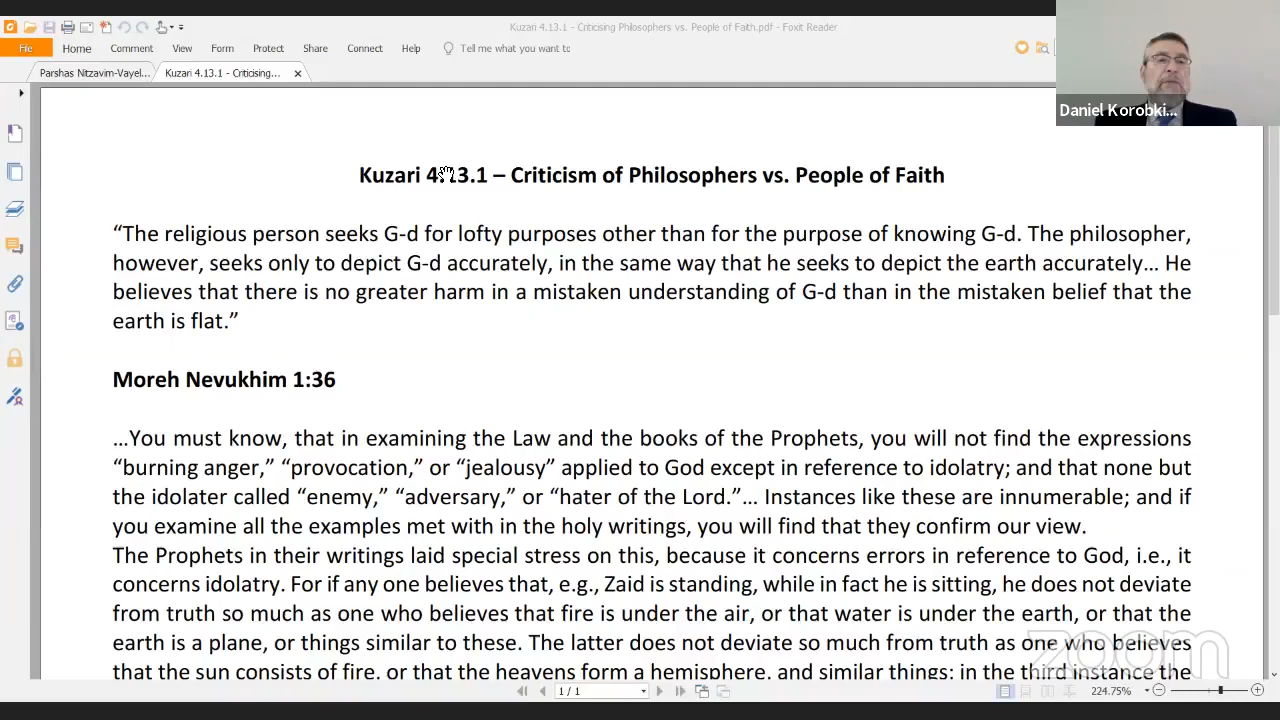 Kuzari 4.13.1 - Criticising Philosophers vs. People of Faith.pdf - Foxit Reader
File Home Comment View Form Protect Share Connect Help Tell me what you want to
Parshas Nitzavim-Vayel... Kuzari 4.13.1 - Criticising...
Daniel Korobki...
Kuzari 4.13.1 – Criticism of Philosophers vs. People of Faith
“The religious person seeks G-d for lofty purposes other than for the purpose of knowing G-d. The philosopher,
however, seeks only to depict G-d accurately, in the same way that he seeks to depict the earth accurately… He
believes that there is no greater harm in a mistaken understanding of G-d than in the mistaken belief that the
earth is flat.”
Moreh Nevukhim 1:36
…You must know, that in examining the Law and the books of the Prophets, you will not find the expressions
“burning anger,” “provocation,” or “jealousy” applied to God except in reference to idolatry; and that none but
the idolater called “enemy,” “adversary,” or “hater of the Lord.”… Instances like these are innumerable; and if
you examine all the examples met with in the holy writings, you will find that they confirm our view.
The Prophets in their writings laid special stress on this, because it concerns errors in reference to God, i.e., it
concerns idolatry. For if any one believes that, e.g., Zaid is standing, while in fact he is sitting, he does not deviate
from truth so much as one who believes that fire is under the air, or that water is under the earth, or that the
earth is a plane, or things similar to these. The latter does not deviate so much from truth as one who believes
that the sun consists of fire, or that the heavens form a hemisphere, and similar things; in the third instance the
zoom
1 / 1 224.75%